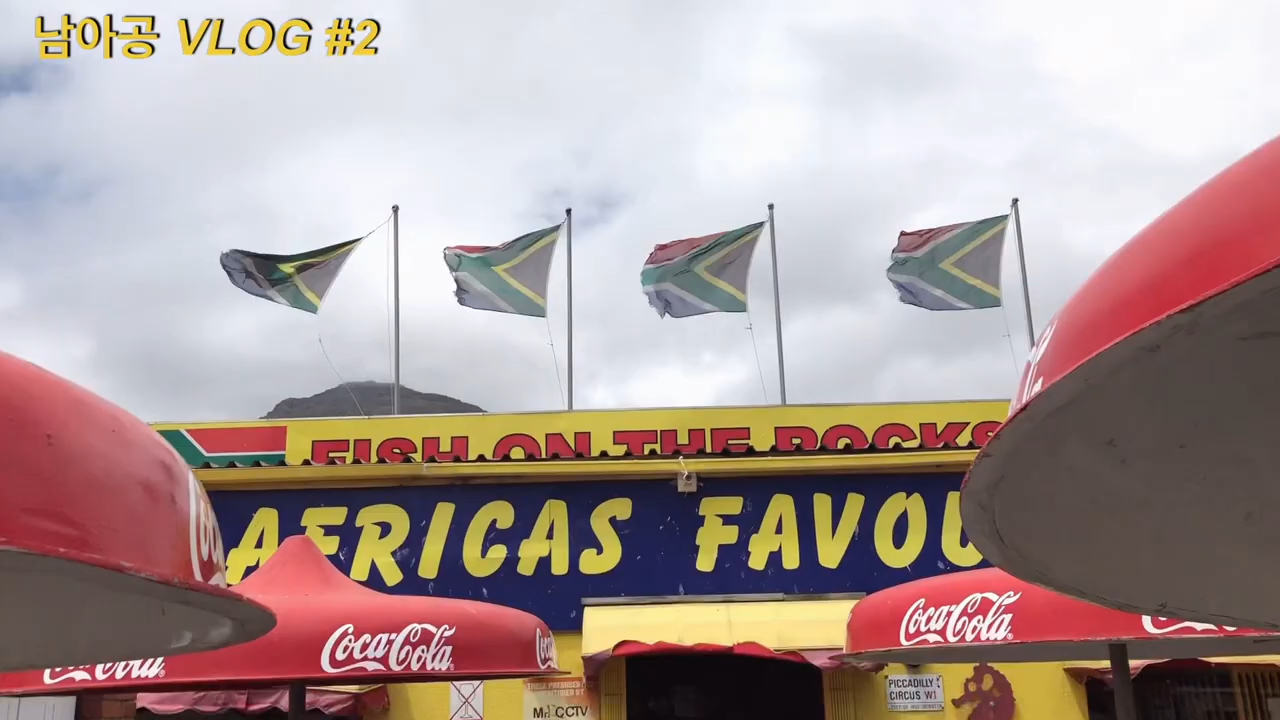 남아공 VLOG #2
FISH ON THE ROCKS
AFRICAS FAVOU
Coca-Cola
Coca-Cola
Coca-Cola
PICCADILLY
CIRCUS W1
CCTV